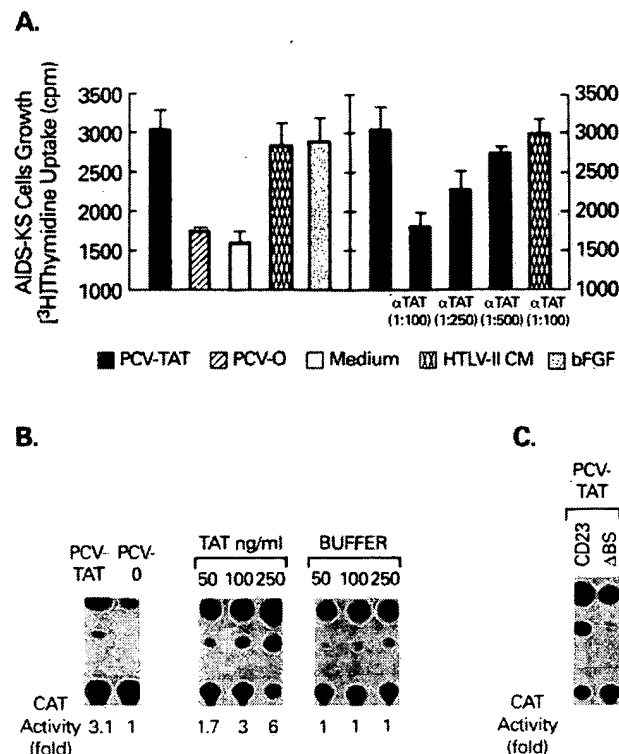 A.
AIDS-KS Cells Growth
[³H]Thymidine Uptake (cpm)
3500
3000
2500
2000
1500
1000
3500
3000
2500
2000
1500
1000
αTAT αTAT αTAT αTAT
(1:100) (1:250) (1:500) (1:100)
PCV-TAT PCV-O Medium HTLV-II CM bFGF
B.
PCV-TAT PCV-0
TAT ng/ml
50 100 250
BUFFER
50 100 250
CAT Activity (fold)
3.1 1 1.7 3 6 1 1 1
C.
PCV-TAT
CD23 ΔBS
CAT Activity (fold)